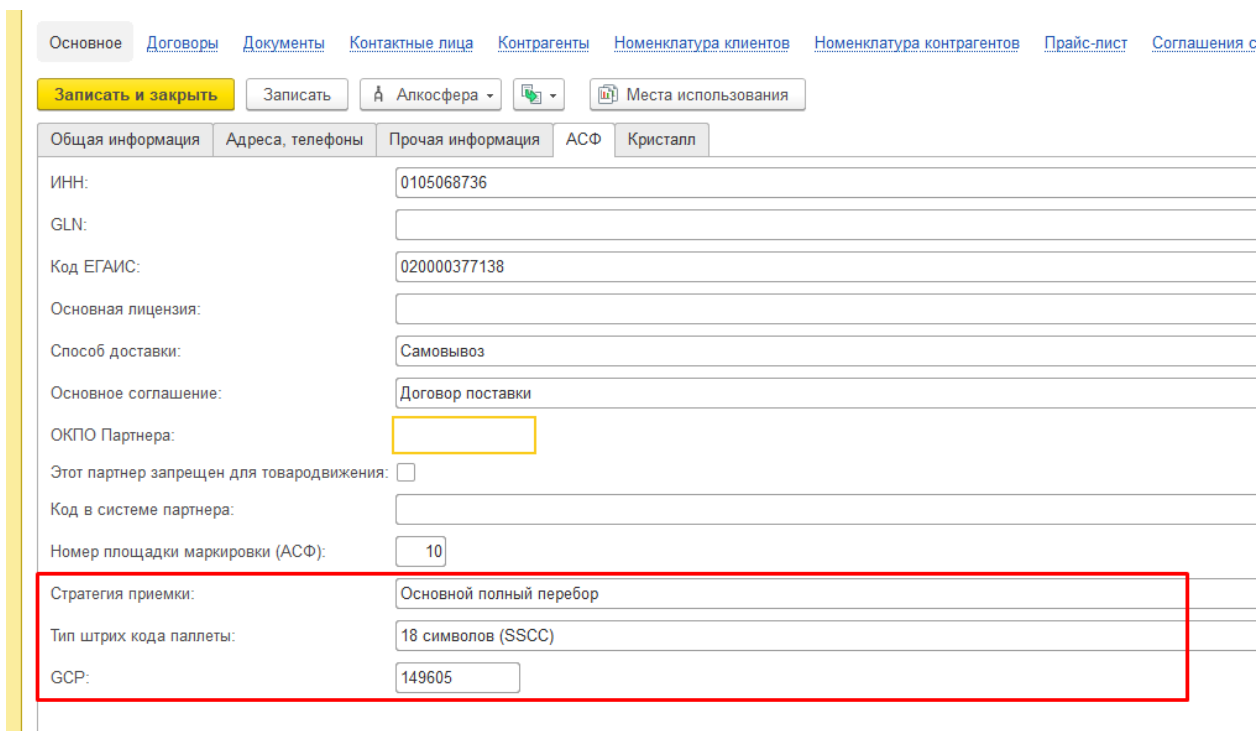 Основное Договоры Документы Контактные лица Контрагенты Номенклатура клиентов Номенклатура контрагентов Прайс-лист Соглашения с
Записать и закрыть Записать Алкосфера Места использования
Общая информация Адреса, телефоны Прочая информация АСФ Кристалл
ИНН: 0105068736
GLN:
Код ЕГАИС: 020000377138
Основная лицензия:
Способ доставки: Самовывоз
Основное соглашение: Договор поставки
ОКПО Партнера:
Этот партнер запрещен для товародвижения:
Код в системе партнера:
Номер площадки маркировки (АСФ): 10
Стратегия приемки: Основной полный перебор
Тип штрих кода паллеты: 18 символов (SSCC)
GCP: 149605